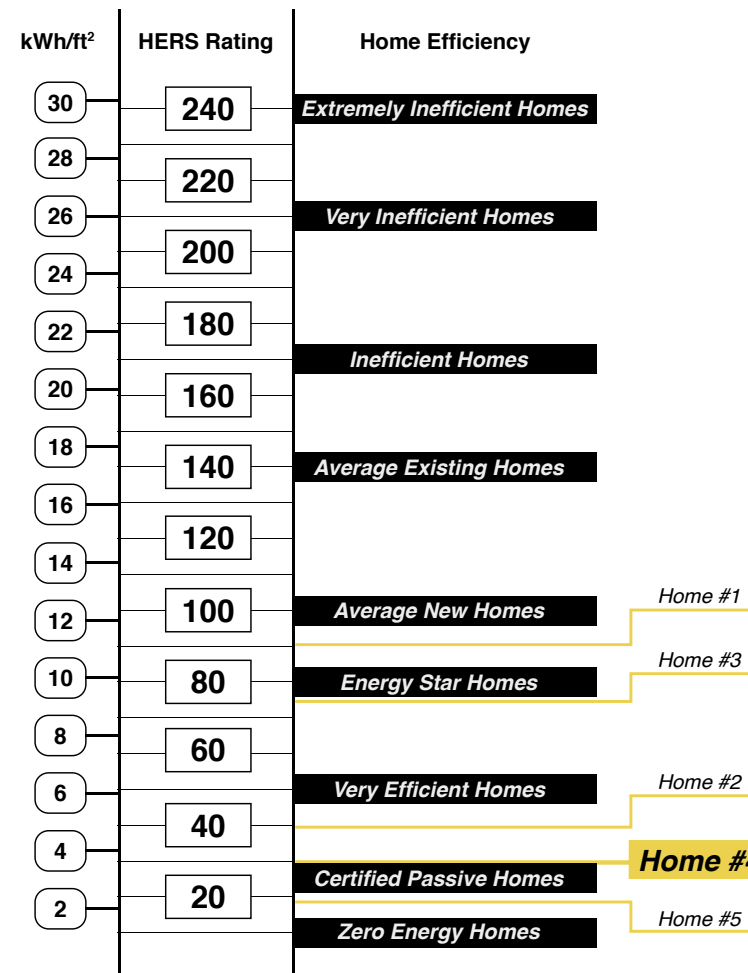 kWh/ft² HERS Rating Home Efficiency
30 240 Extremely Inefficient Homes
28
220
26 Very Inefficient Homes
200
24
22 180
Inefficient Homes
20 160
18
140 Average Existing Homes
16
120
14
12 100 Average New Homes Home #1
Home #3
10 80 Energy Star Homes
8
60
6 Very Efficient Homes Home #2
40
4 Home #4
Certified Passive Homes
2 20 Home #5
Zero Energy Homes